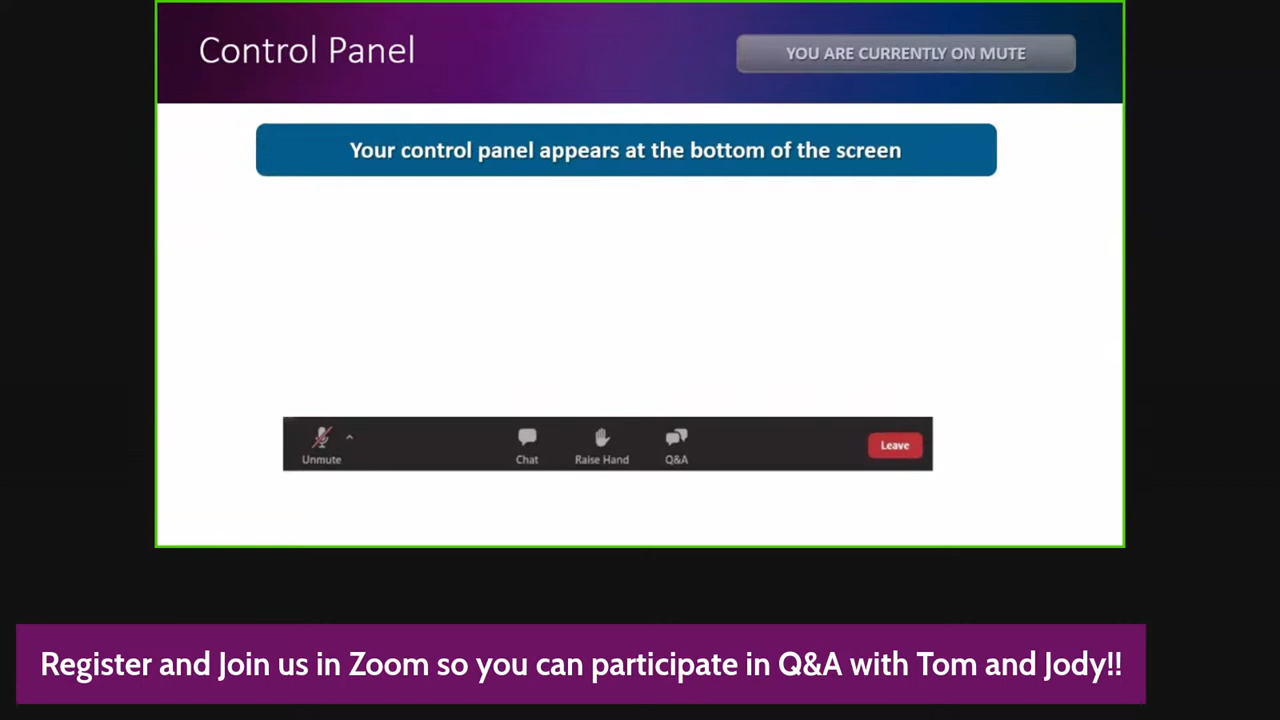 Control Panel
YOU ARE CURRENTLY ON MUTE
Your control panel appears at the bottom of the screen
Unmute
Chat
Raise Hand
Q&A
Leave
Register and Join us in Zoom so you can participate in Q&A with Tom and Jody!!